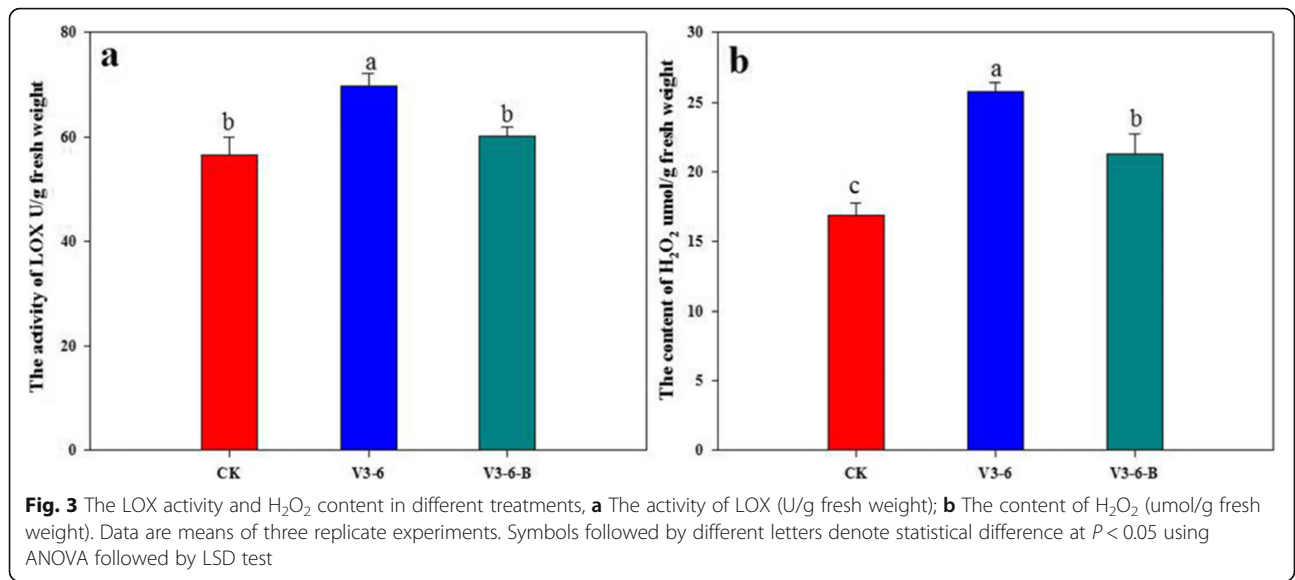 a
The activity of LOX U/g fresh weight
80
60
40
20
0
b
a
b
CK
V3-6
V3-6-B
b
The content of H₂O₂ umol/g fresh weight
30
25
20
15
10
5
0
c
a
b
CK
V3-6
V3-6-B
Fig. 3 The LOX activity and H₂O₂ content in different treatments, a The activity of LOX (U/g fresh weight); b The content of H₂O₂ (umol/g fresh
weight). Data are means of three replicate experiments. Symbols followed by different letters denote statistical difference at P < 0.05 using
ANOVA followed by LSD test